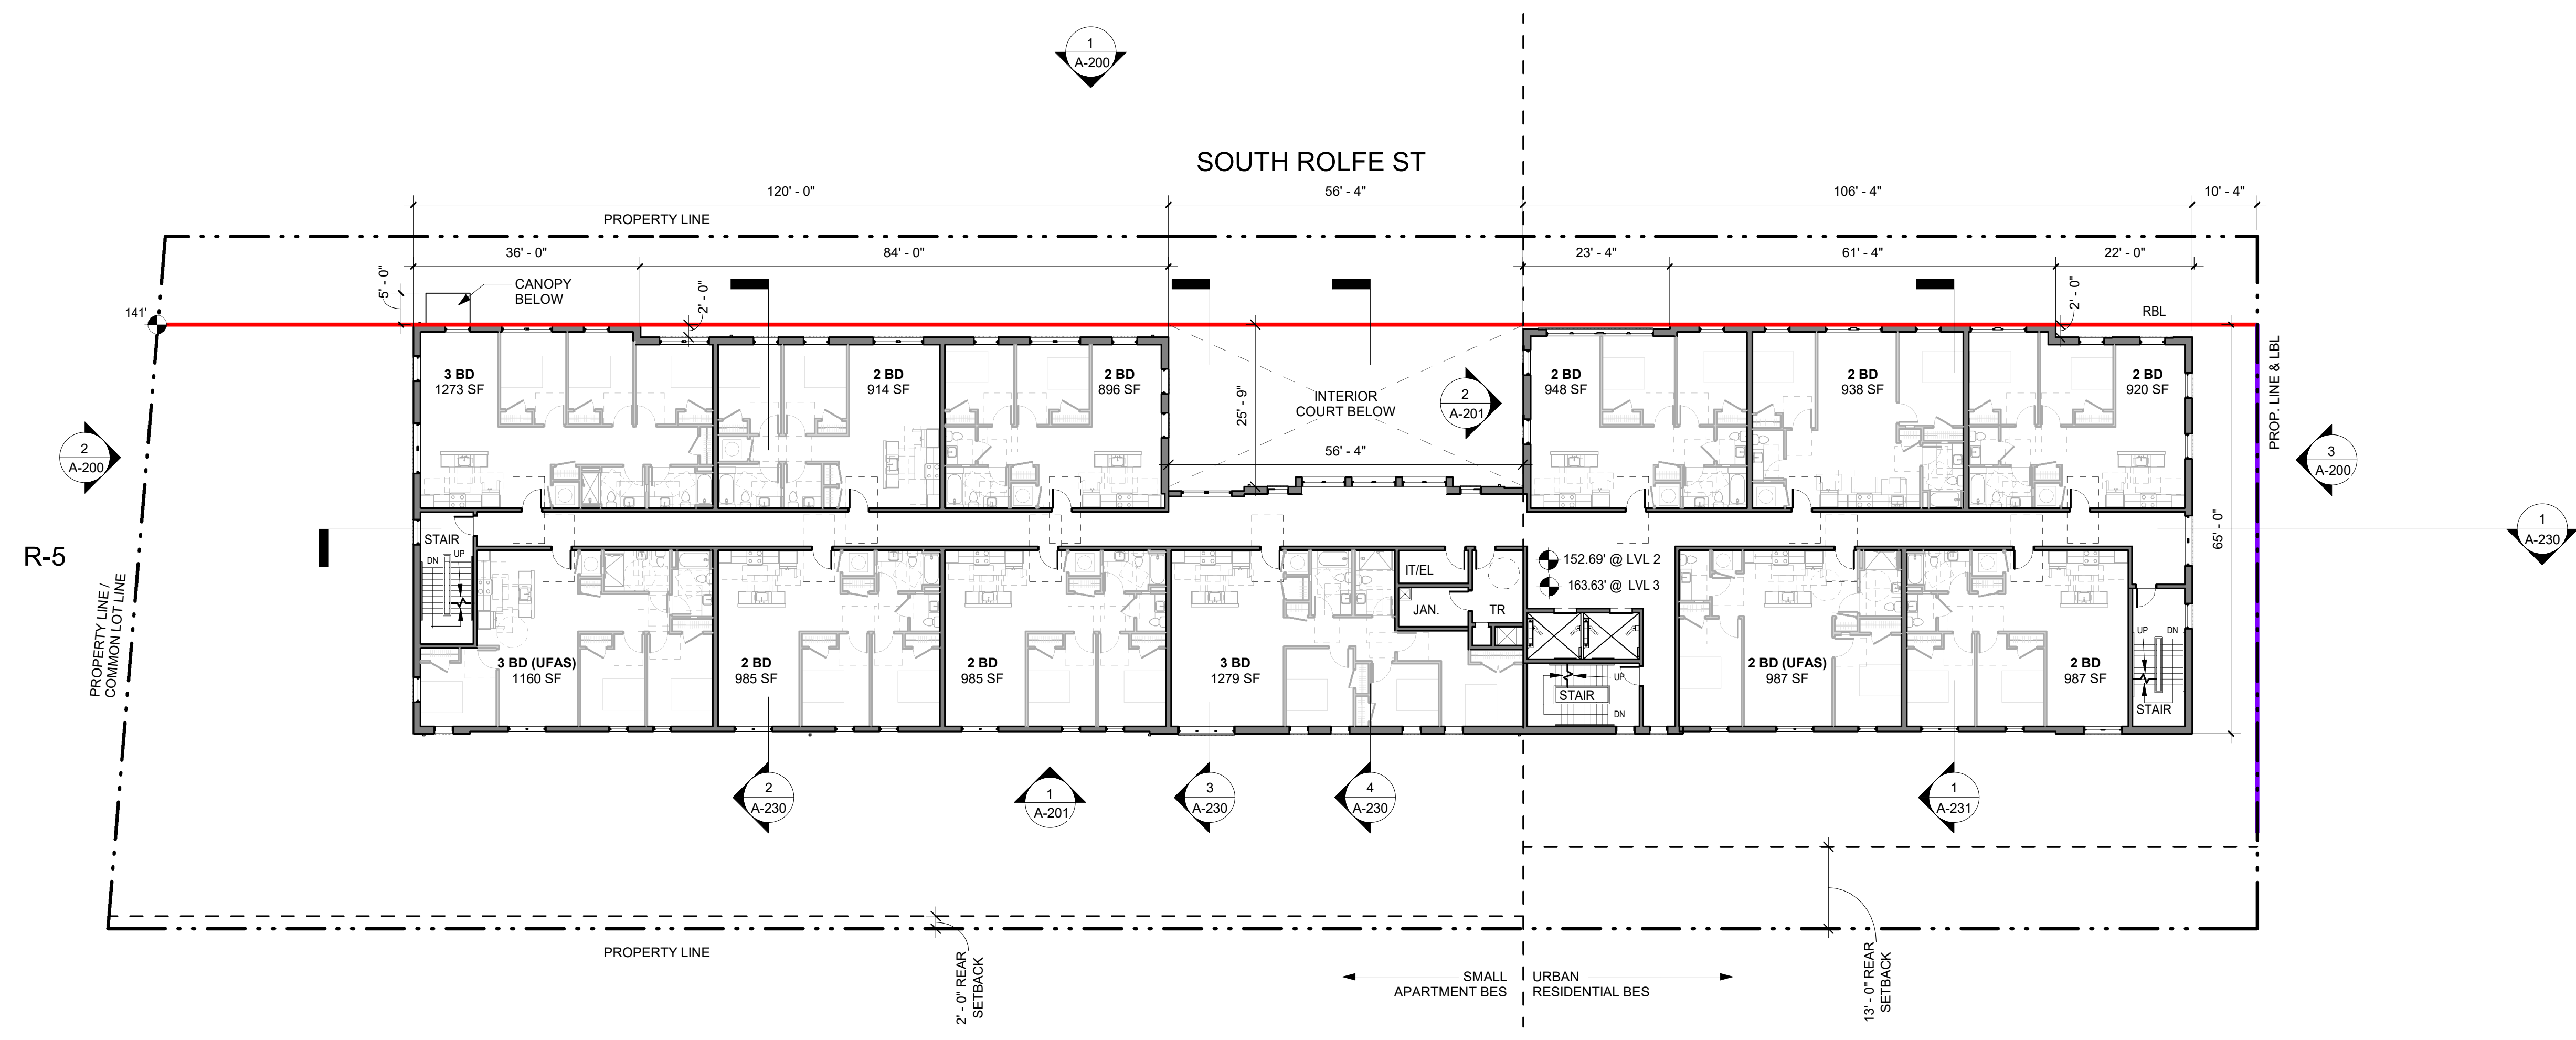 1
A-200
SOUTH ROLFE ST
120' - 0"
56' - 4"
106' - 4"
10' - 4"
PROPERTY LINE
36' - 0"
84' - 0"
23' - 4"
61' - 4"
22' - 0"
5' - 0"
CANOPY
BELOW
2' - 0"
2' - 0"
RBL
141'
PROP. LINE & LBL
3 BD
1273 SF
2 BD
914 SF
2 BD
896 SF
25' - 9"
INTERIOR
COURT BELOW
2
A-201
2 BD
948 SF
2 BD
938 SF
2 BD
920 SF
2
A-200
56' - 4"
3
A-200
R-5
STAIR
DN
UP
65' - 0"
1
A-230
IT/EL
JAN.
TR
152.69' @ LVL 2
163.63' @ LVL 3
PROPERTY LINE /
COMMON LOT LINE
3 BD (UFAS)
1160 SF
2 BD
985 SF
2 BD
985 SF
3 BD
1279 SF
UP
STAIR
DN
2 BD (UFAS)
987 SF
2 BD
987 SF
UP
DN
STAIR
2
A-230
1
A-201
3
A-230
4
A-230
1
A-231
PROPERTY LINE
2' - 0" REAR
SETBACK
SMALL
APARTMENT BES
URBAN
RESIDENTIAL BES
13' - 0" REAR
SETBACK